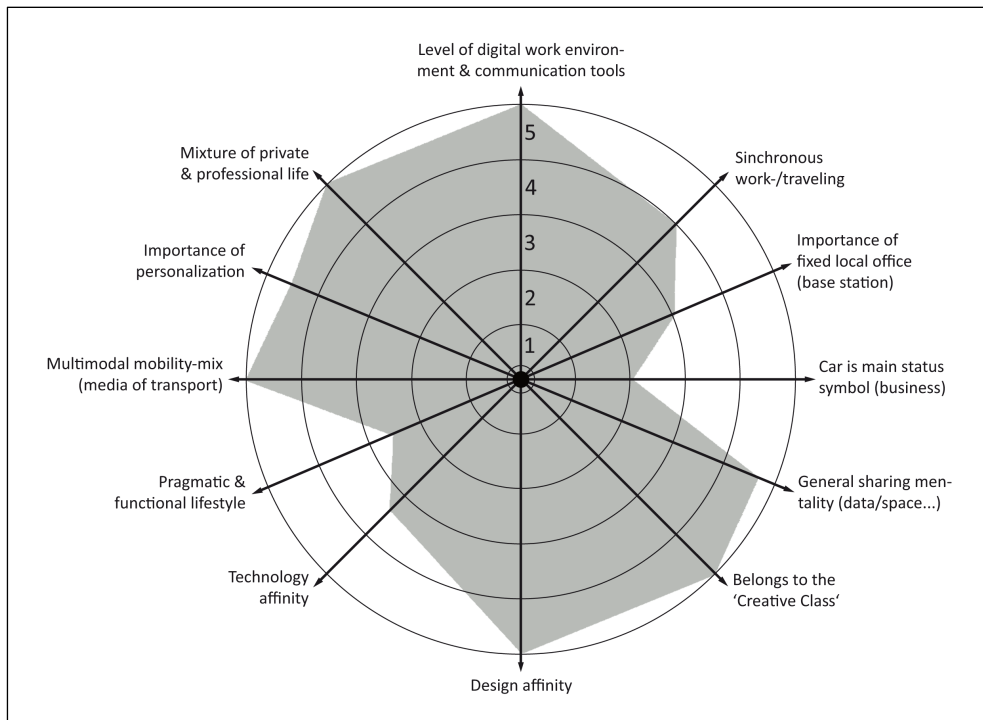 Level of digital work environ-
ment & communication tools
Mixture of private
& professional life
Sinchronous
work-/traveling
Importance of
personalization
Importance of
fixed local office
(base station)
Multimodal mobility-mix
(media of transport)
Car is main status
symbol (business)
Pragmatic &
functional lifestyle
General sharing men-
tality (data/space...)
Technology
affinity
Belongs to the
‘Creative Class‘
Design affinity
5
4
3
2
1